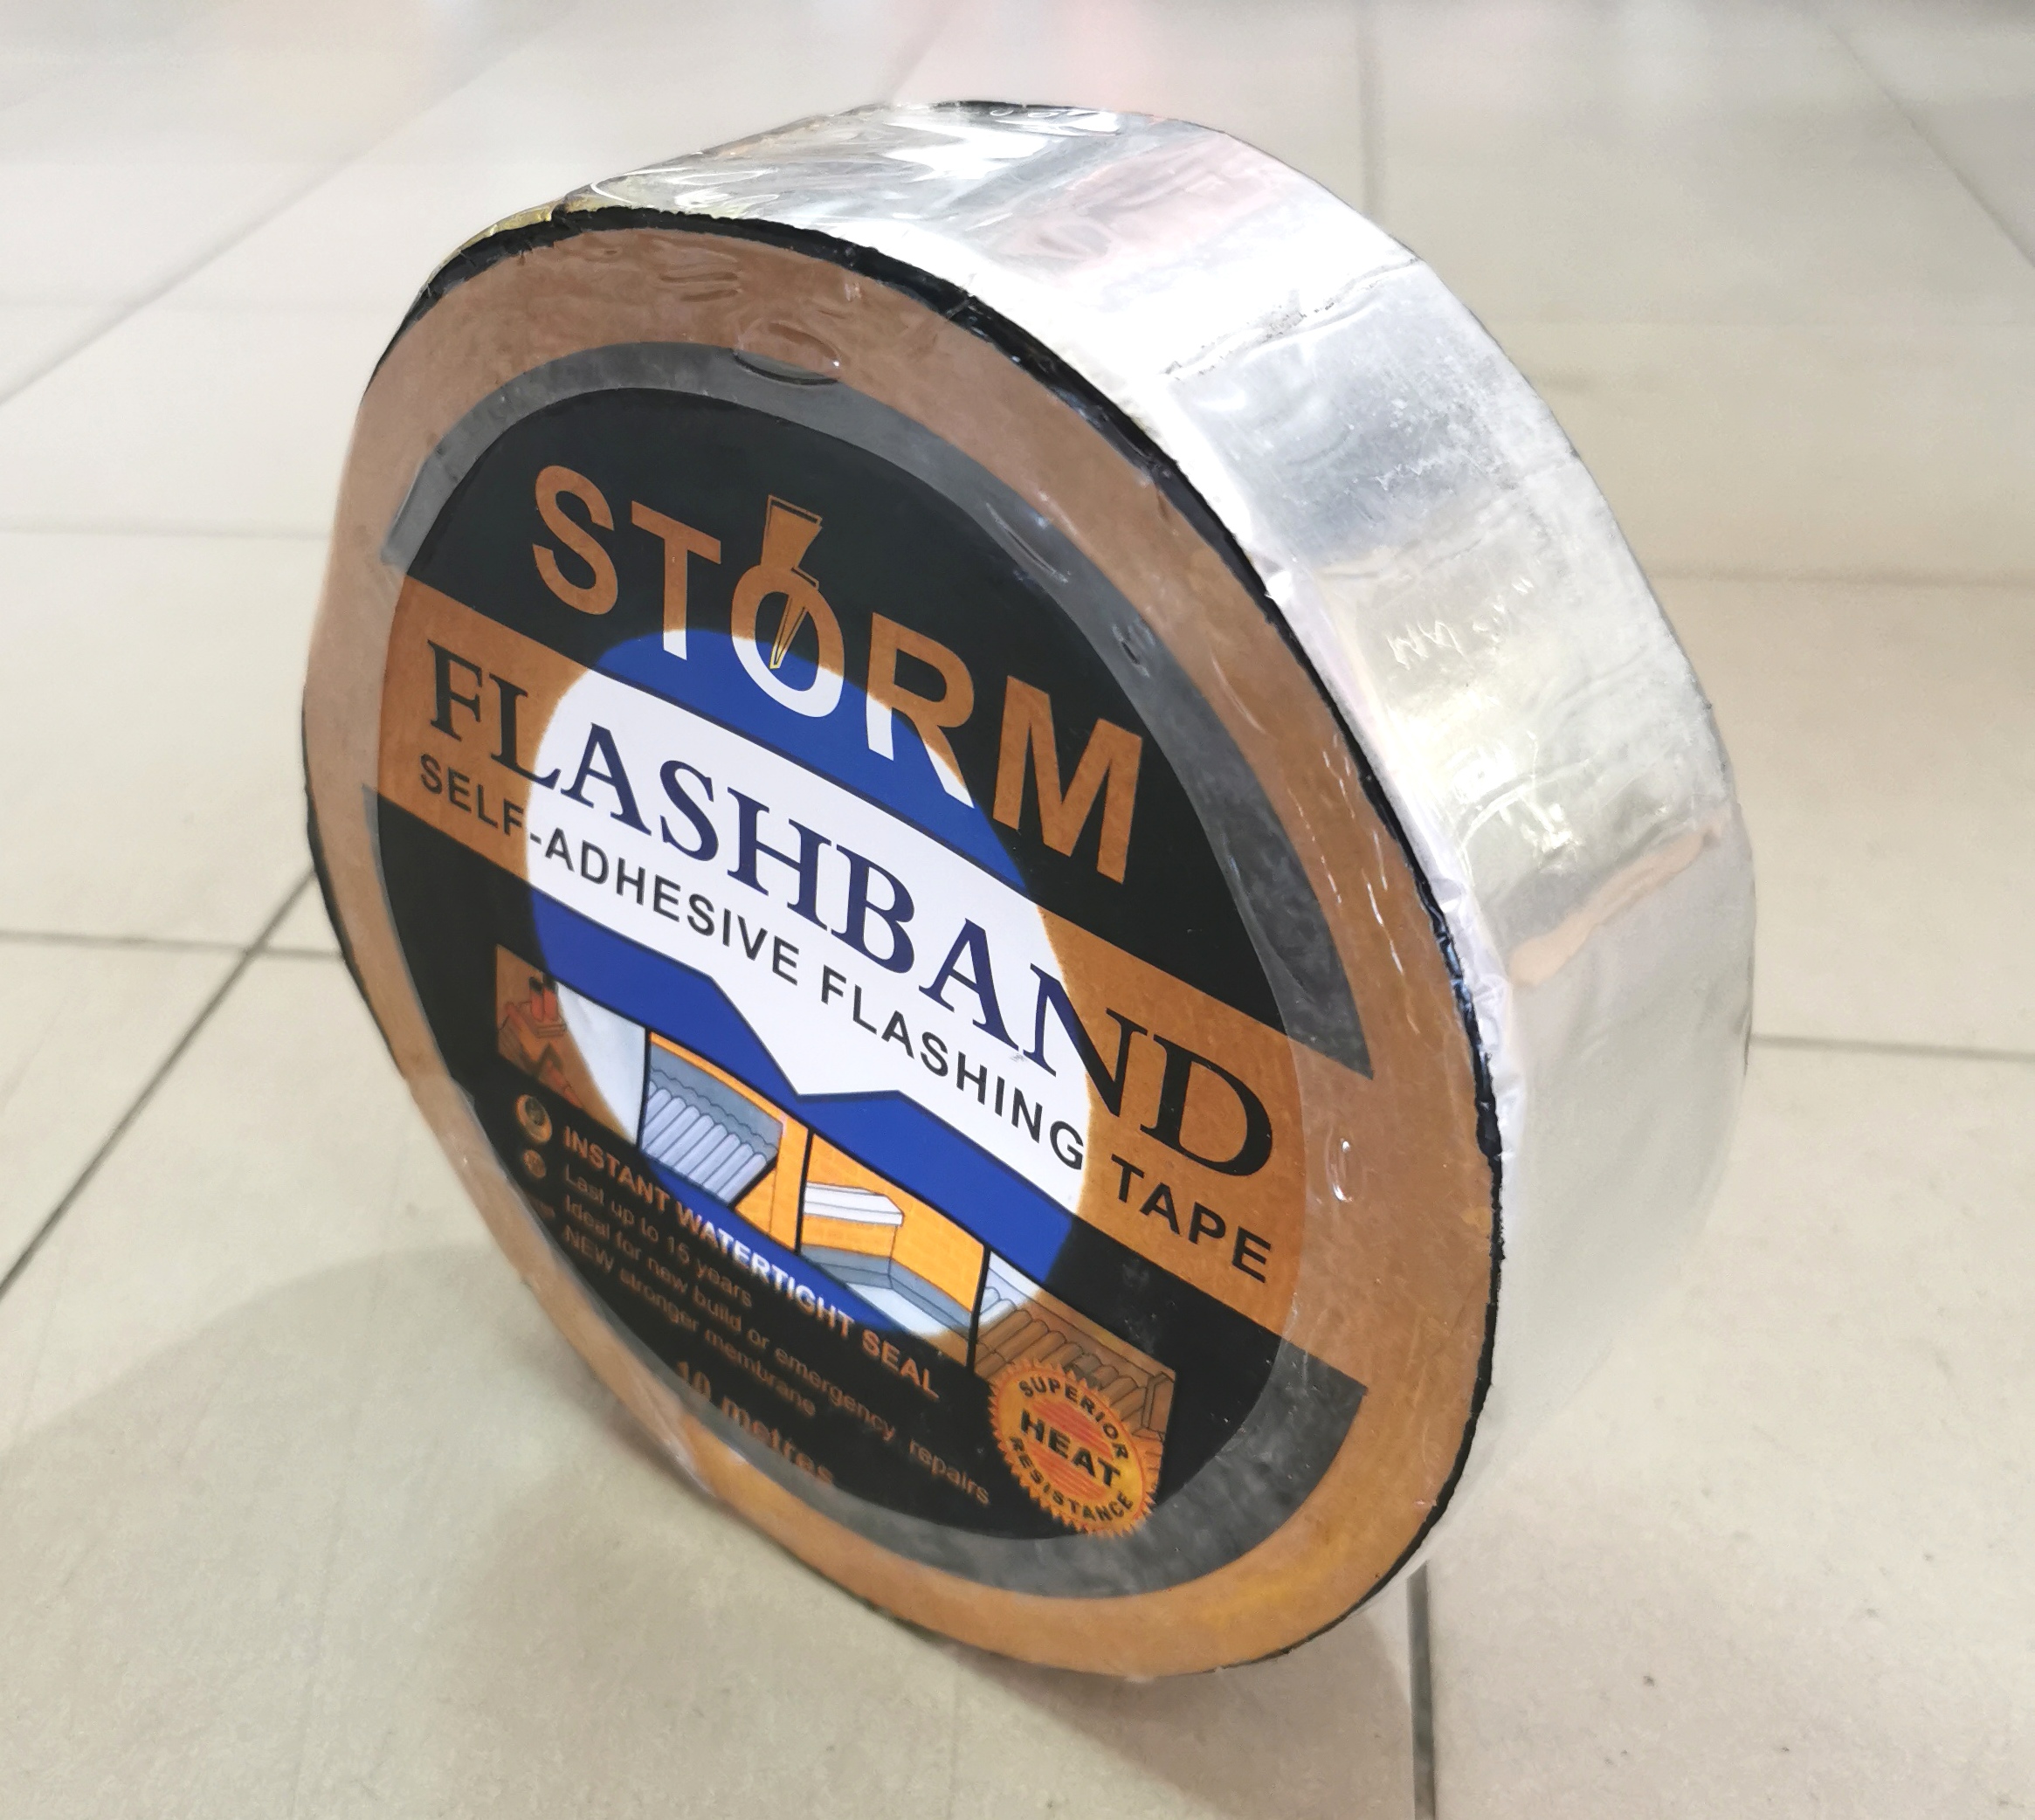 STORM
FLASHBAND
SELF-ADHESIVE FLASHING TAPE
INSTANT WATERTIGHT SEAL
Last up to 15 years
Ideal for new build or emergency repairs
NEW stronger membrane
10 metres
SUPERIOR
HEAT
RESISTANCE